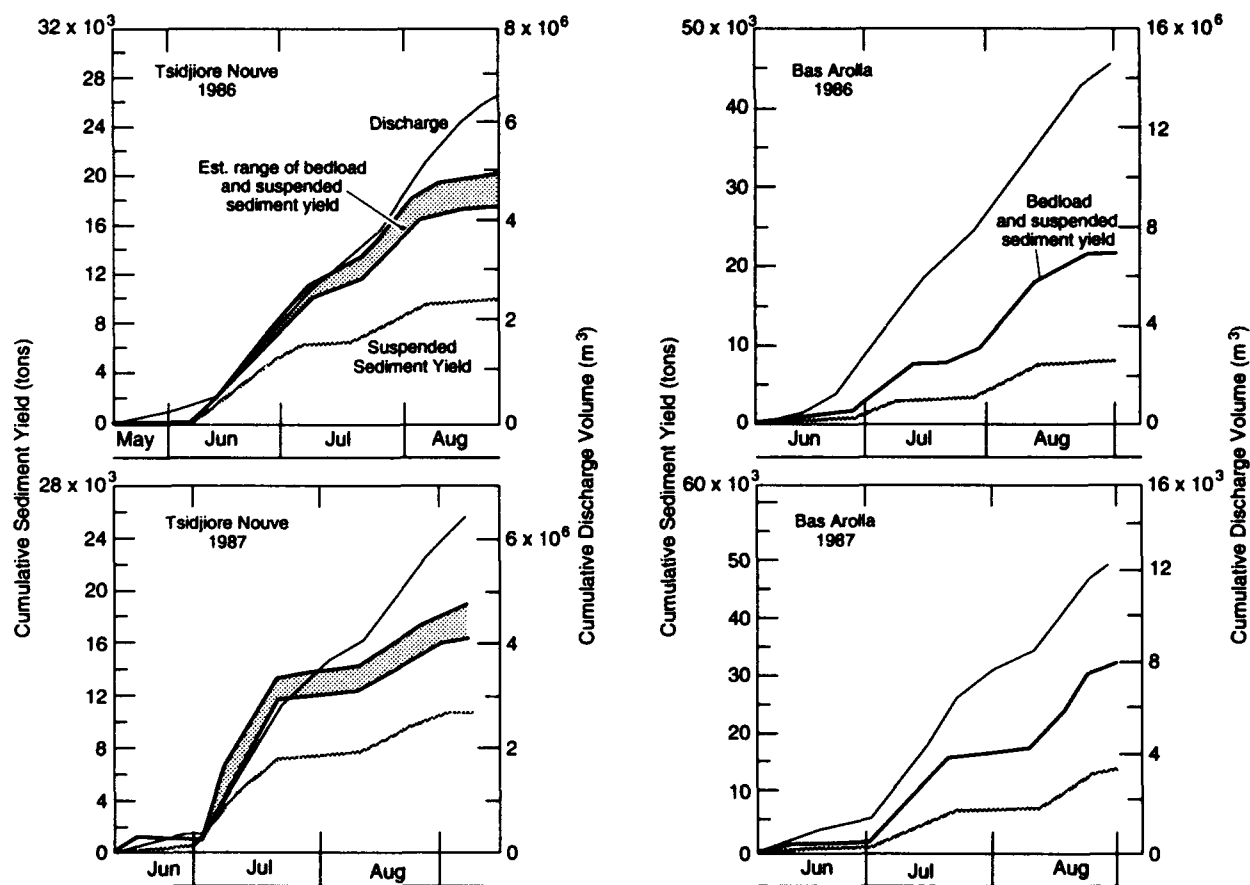 Cumulative Sediment Yield (tons)
32 x 10³
28
24
20
16
12
8
4
0
Tsidjiore Nouve
1986
Discharge
Est. range of bedload
and suspended
sediment yield
Suspended
Sediment Yield
8 x 10⁶
6
4
2
0
May
Jun
Jul
Aug
Cumulative Discharge Volume (m³)
28 x 10³
24
20
16
12
8
4
0
Tsidjiore Nouve
1987
6 x 10⁶
4
2
0
Jun
Jul
Aug
Cumulative Sediment Yield (tons)
50 x 10³
40
30
20
10
0
Bas Arolla
1986
Bedload
and suspended
sediment yield
16 x 10⁶
12
8
4
0
Jun
Jul
Aug
Cumulative Discharge Volume (m³)
60 x 10³
50
40
30
20
10
0
Bas Arolla
1987
16 x 10³
12
8
4
0
Jun
Jul
Aug